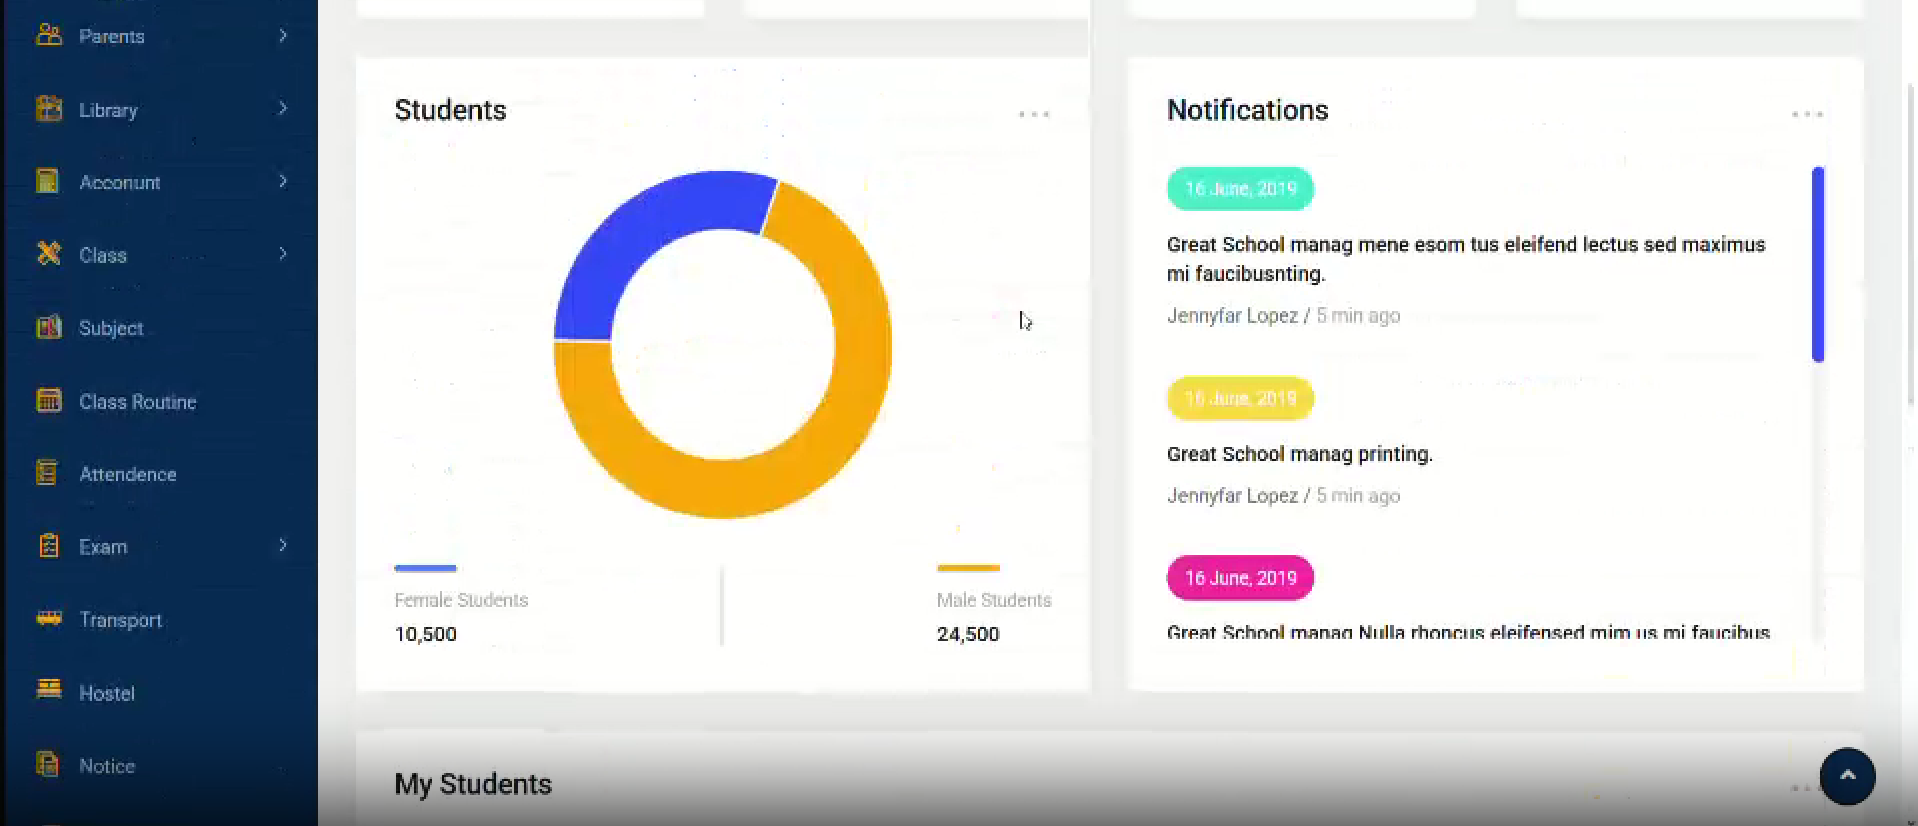 Parents
Library
Acconunt
Class
Subject
Class Routine
Attendence
Exam
Transport
Hostel
Notice
Students
Female Students
10,500
Male Students
24,500
Notifications
16 June, 2019
Great School manag mene esom tus eleifend lectus sed maximus
mi faucibusnting.
Jennyfar Lopez / 5 min ago
16 June, 2019
Great School manag printing.
Jennyfar Lopez / 5 min ago
16 June, 2019
Great School manag Nulla rhoncus eleifensed mim us mi faucibus
My Students